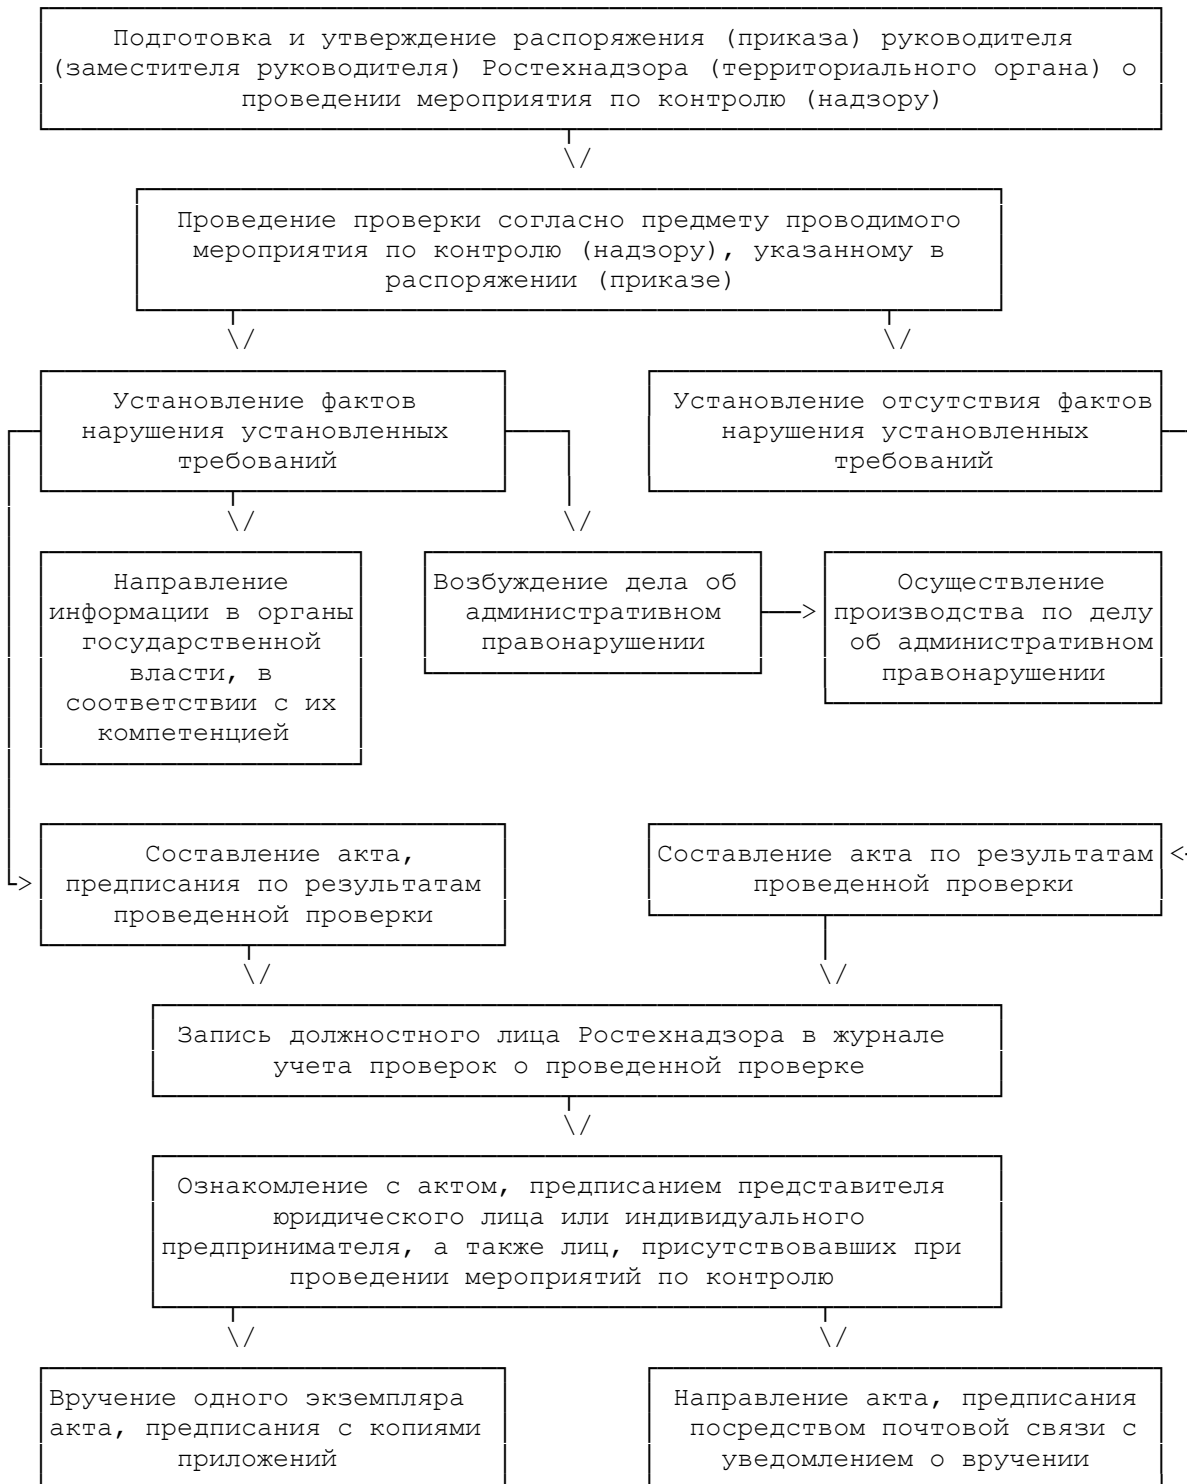 Подготовка и утверждение распоряжения (приказа) руководителя
(заместителя руководителя) Ростехнадзора (территориального органа) о
проведении мероприятия по контролю (надзору)
Проведение проверки согласно предмету проводимого
мероприятия по контролю (надзору), указанному в
распоряжении (приказе)
Установление фактов
нарушения установленных
требований
Установление отсутствия фактов
нарушения установленных
требований
Направление
информации в органы
государственной
власти, в
соответствии с их
компетенцией
Возбуждение дела об
административном
правонарушении
Осуществление
производства по делу
об административном
правонарушении
Составление акта,
предписания по результатам
проведенной проверки
Составление акта по результатам
проведенной проверки
Запись должностного лица Ростехнадзора в журнале
учета проверок о проведенной проверке
Ознакомление с актом, предписанием представителя
юридического лица или индивидуального
предпринимателя, а также лиц, присутствовавших при
проведении мероприятий по контролю
Вручение одного экземпляра
акта, предписания с копиями
приложений
Направление акта, предписания
посредством почтовой связи с
уведомлением о вручении